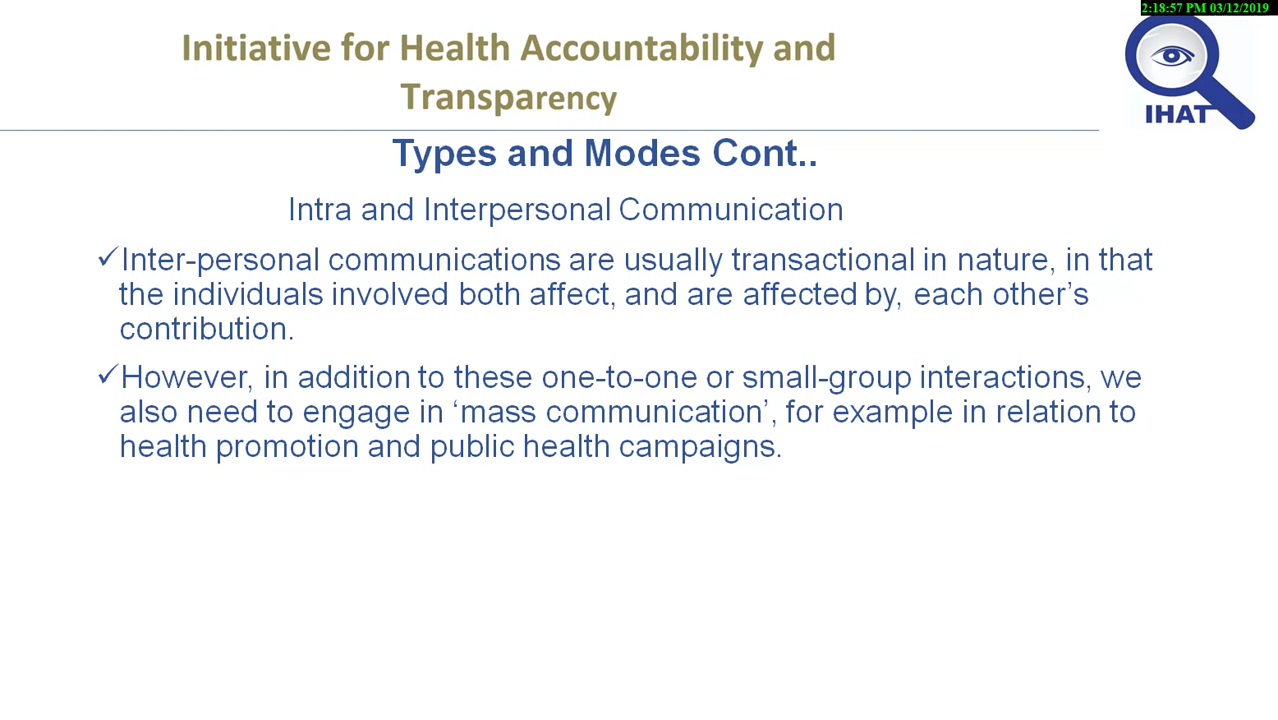 2:18:57 PM 03/12/2019
Initiative for Health Accountability and
Transparency
IHAT
Types and Modes Cont..
Intra and Interpersonal Communication
✓Inter-personal communications are usually transactional in nature, in that
the individuals involved both affect, and are affected by, each other’s
contribution.
✓However, in addition to these one-to-one or small-group interactions, we
also need to engage in ‘mass communication’, for example in relation to
health promotion and public health campaigns.